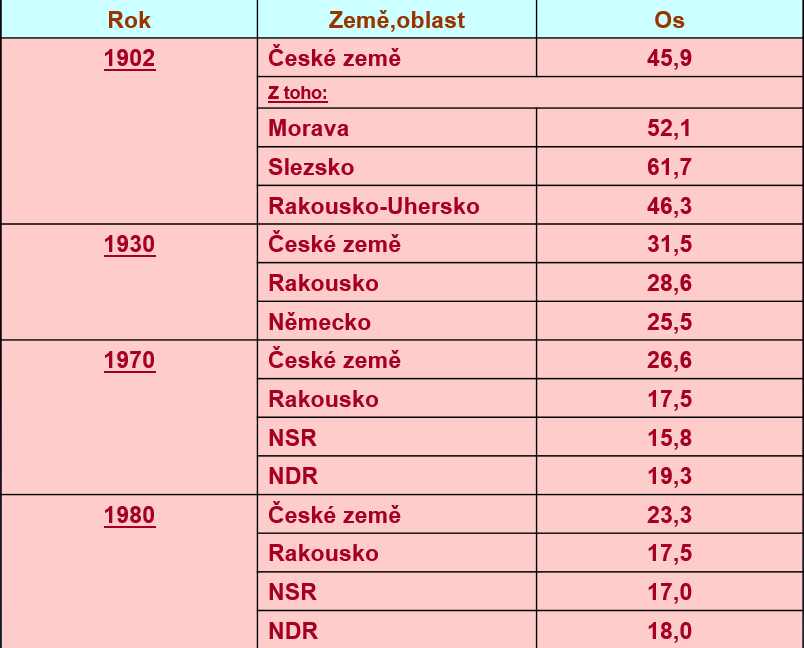 Rok Země,oblast Os
1902 České země 45,9
Z toho:
Morava 52,1
Slezsko 61,7
Rakousko-Uhersko 46,3
1930 České země 31,5
Rakousko 28,6
Německo 25,5
1970 České země 26,6
Rakousko 17,5
NSR 15,8
NDR 19,3
1980 České země 23,3
Rakousko 17,5
NSR 17,0
NDR 18,0